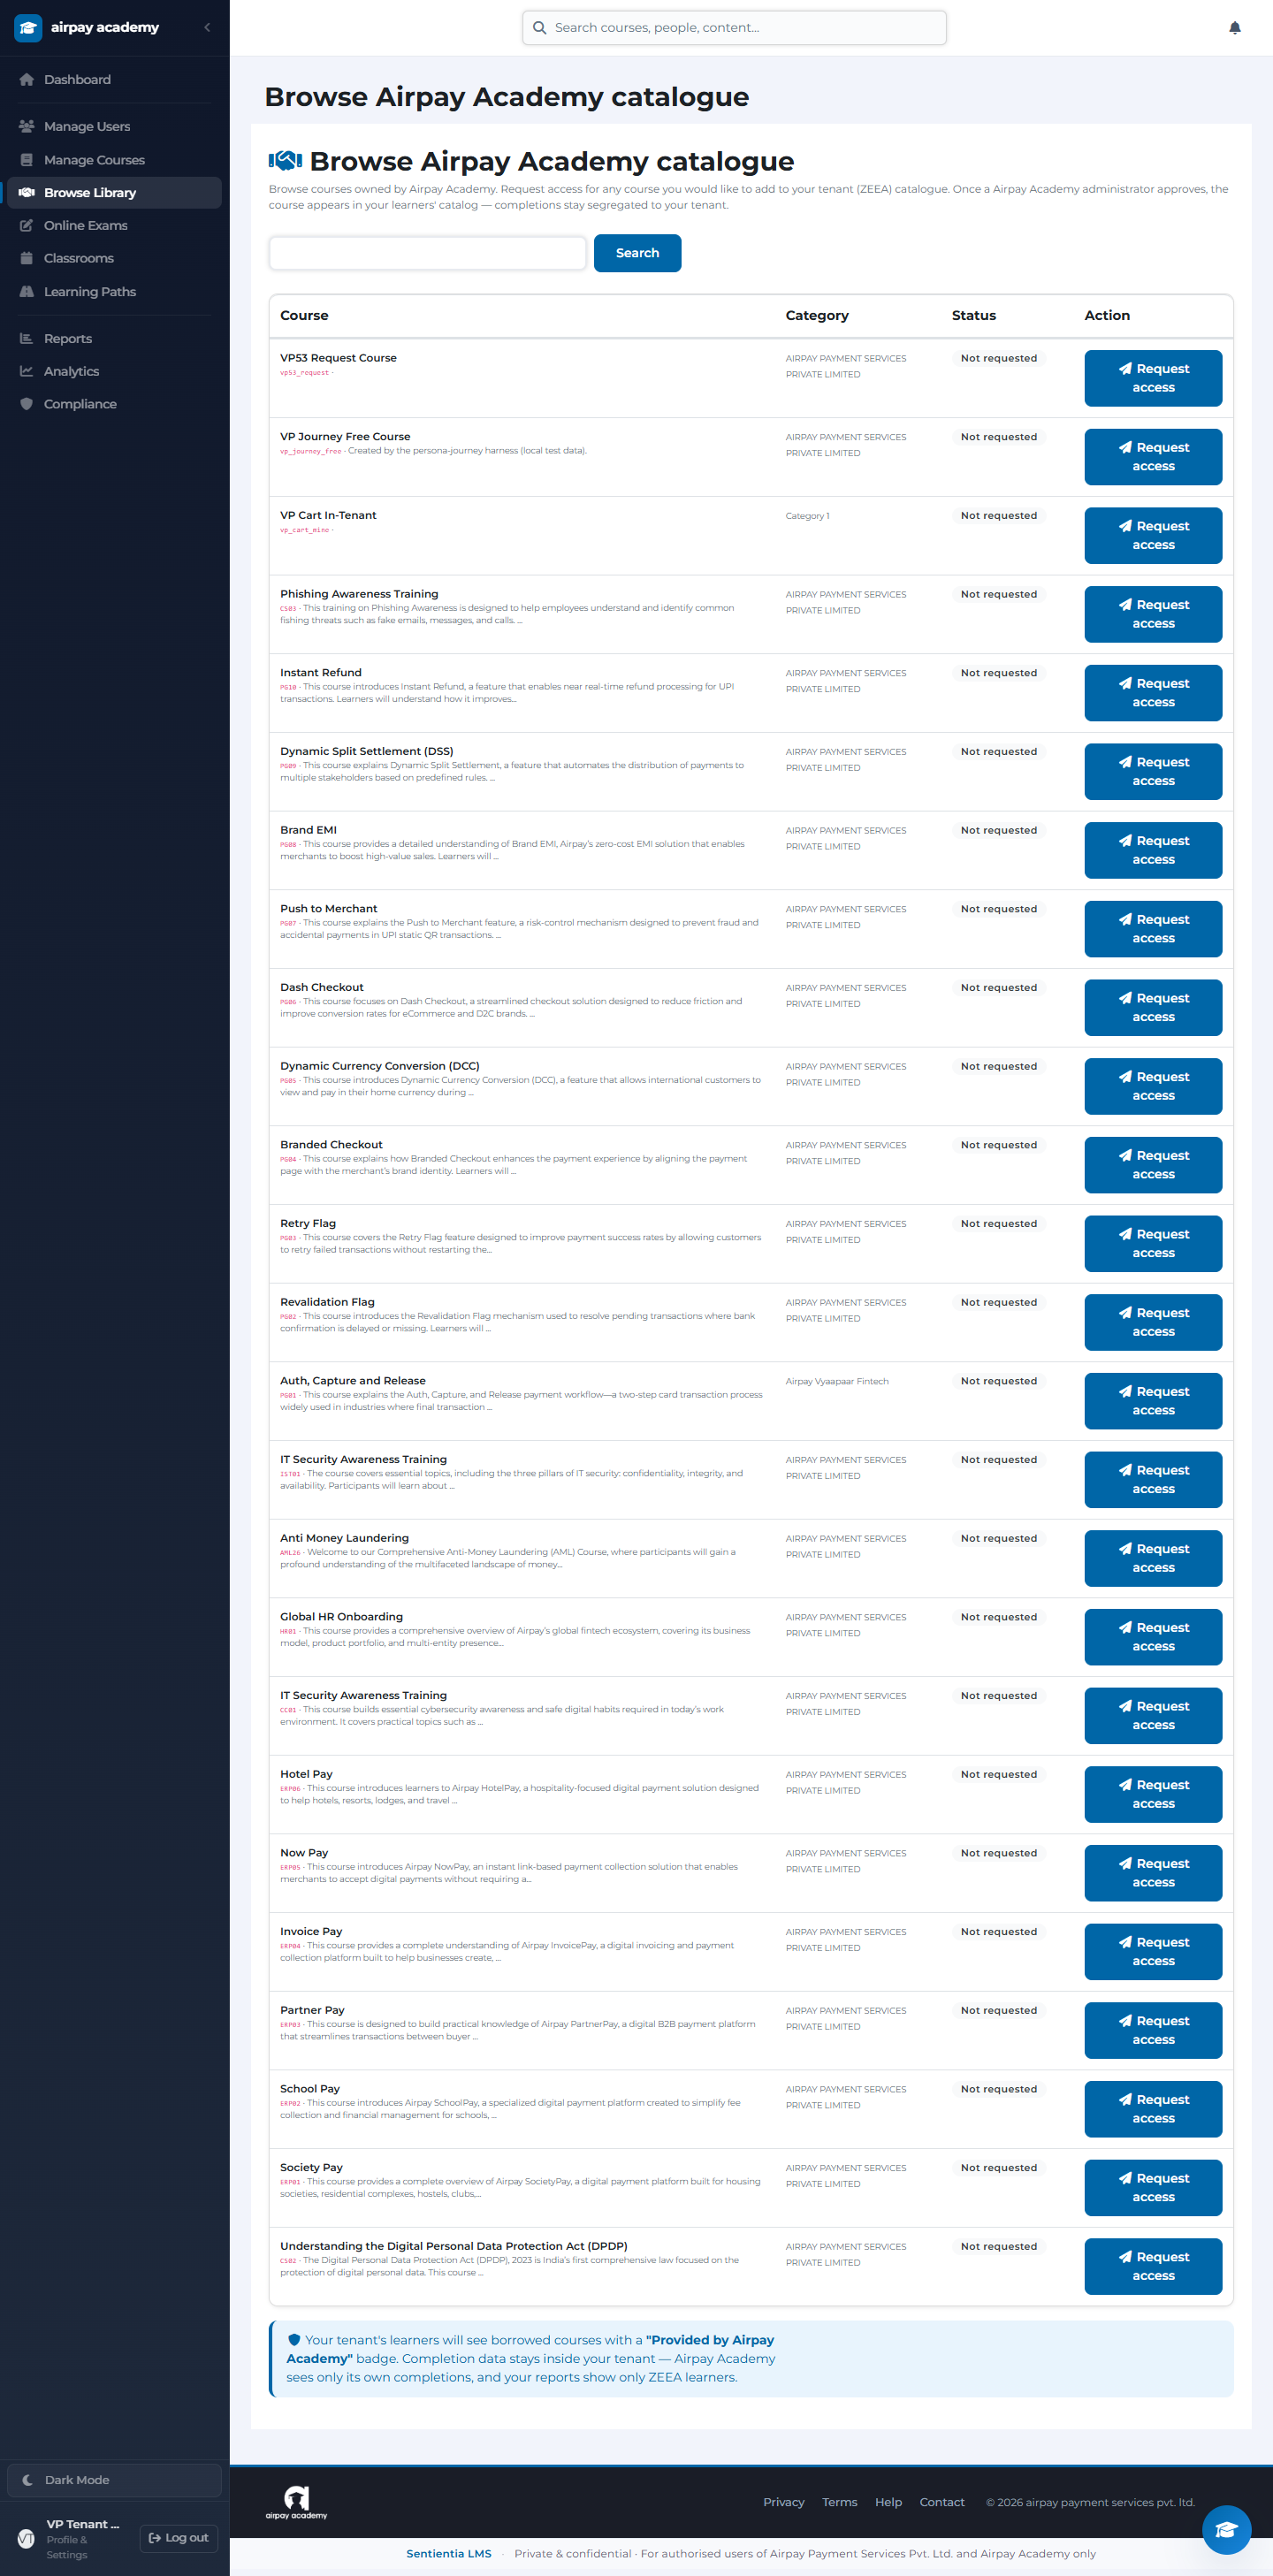 airpay academy
Search courses, people, content...
Dashboard
Manage Users
Manage Courses
Browse Library
Online Exams
Classrooms
Learning Paths
Reports
Analytics
Compliance
Browse Airpay Academy catalogue
Browse Airpay Academy catalogue
Browse courses owned by Airpay Academy. Request access for any course you would like to add to your tenant (ZEEA) catalogue. Once a Airpay Academy administrator approves, the
course appears in your learners' catalog — completions stay segregated to your tenant.
Search
Course Category Status Action
VP53 Request Course
vp53_request ·
AIRPAY PAYMENT SERVICES
PRIVATE LIMITED
Not requested
Request
access
VP Journey Free Course
vp_journey_free · Created by the persona-journey harness (local test data).
AIRPAY PAYMENT SERVICES
PRIVATE LIMITED
Not requested
Request
access
VP Cart In-Tenant
vp_cart_mine ·
Category 1
Not requested
Request
access
Phishing Awareness Training
CS03 · This training on Phishing Awareness is designed to help employees understand and identify common
fishing threats such as fake emails, messages, and calls. ...
AIRPAY PAYMENT SERVICES
PRIVATE LIMITED
Not requested
Request
access
Instant Refund
PG10 · This course introduces Instant Refund, a feature that enables near real-time refund processing for UPI
transactions. Learners will understand how it improves...
AIRPAY PAYMENT SERVICES
PRIVATE LIMITED
Not requested
Request
access
Dynamic Split Settlement (DSS)
PG09 · This course explains Dynamic Split Settlement, a feature that automates the distribution of payments to
multiple stakeholders based on predefined rules. ...
AIRPAY PAYMENT SERVICES
PRIVATE LIMITED
Not requested
Request
access
Brand EMI
PG08 · This course provides a detailed understanding of Brand EMI, Airpay's zero-cost EMI solution that enables
merchants to boost high-value sales. Learners will ...
AIRPAY PAYMENT SERVICES
PRIVATE LIMITED
Not requested
Request
access
Push to Merchant
PG07 · This course explains the Push to Merchant feature, a risk-control mechanism designed to prevent fraud and
accidental payments in UPI static QR transactions. ...
AIRPAY PAYMENT SERVICES
PRIVATE LIMITED
Not requested
Request
access
Dash Checkout
PG06 · This course focuses on Dash Checkout, a streamlined checkout solution designed to reduce friction and
improve conversion rates for eCommerce and D2C brands. ...
AIRPAY PAYMENT SERVICES
PRIVATE LIMITED
Not requested
Request
access
Dynamic Currency Conversion (DCC)
PG05 · This course introduces Dynamic Currency Conversion (DCC), a feature that allows international customers to
view and pay in their home currency during ...
AIRPAY PAYMENT SERVICES
PRIVATE LIMITED
Not requested
Request
access
Branded Checkout
PG04 · This course explains how Branded Checkout enhances the payment experience by aligning the payment
page with the merchant's brand identity. Learners will ...
AIRPAY PAYMENT SERVICES
PRIVATE LIMITED
Not requested
Request
access
Retry Flag
PG03 · This course covers the Retry Flag feature designed to improve payment success rates by allowing customers
to retry failed transactions without restarting the...
AIRPAY PAYMENT SERVICES
PRIVATE LIMITED
Not requested
Request
access
Revalidation Flag
PG02 · This course introduces the Revalidation Flag mechanism used to resolve pending transactions where bank
confirmation is delayed or missing. Learners will ...
AIRPAY PAYMENT SERVICES
PRIVATE LIMITED
Not requested
Request
access
Auth, Capture and Release
PG01 · This course explains the Auth, Capture, and Release payment workflow—a two-step card transaction process
widely used in industries where final transaction ...
Airpay Vyaapaar Fintech
Not requested
Request
access
IT Security Awareness Training
IST01 · The course covers essential topics, including the three pillars of IT security: confidentiality, integrity, and
availability. Participants will learn about ...
AIRPAY PAYMENT SERVICES
PRIVATE LIMITED
Not requested
Request
access
Anti Money Laundering
AML26 · Welcome to our Comprehensive Anti-Money Laundering (AML) Course, where participants will gain a
profound understanding of the multifaceted landscape of money...
AIRPAY PAYMENT SERVICES
PRIVATE LIMITED
Not requested
Request
access
Global HR Onboarding
HR01 · This course provides a comprehensive overview of Airpay's global fintech ecosystem, covering its business
model, product portfolio, and multi-entity presence...
AIRPAY PAYMENT SERVICES
PRIVATE LIMITED
Not requested
Request
access
IT Security Awareness Training
CC01 · This course builds essential cybersecurity awareness and safe digital habits required in today's work
environment. It covers practical topics such as ...
AIRPAY PAYMENT SERVICES
PRIVATE LIMITED
Not requested
Request
access
Hotel Pay
ERP06 · This course introduces learners to Airpay HotelPay, a hospitality-focused digital payment solution designed
to help hotels, resorts, lodges, and travel ...
AIRPAY PAYMENT SERVICES
PRIVATE LIMITED
Not requested
Request
access
Now Pay
ERP05 · This course introduces Airpay NowPay, an instant link-based payment collection solution that enables
merchants to accept digital payments without requiring a...
AIRPAY PAYMENT SERVICES
PRIVATE LIMITED
Not requested
Request
access
Invoice Pay
ERP04 · This course provides a complete understanding of Airpay InvoicePay, a digital invoicing and payment
collection platform built to help businesses create, ...
AIRPAY PAYMENT SERVICES
PRIVATE LIMITED
Not requested
Request
access
Partner Pay
ERP03 · This course is designed to build practical knowledge of Airpay PartnerPay, a digital B2B payment platform
that streamlines transactions between buyer ...
AIRPAY PAYMENT SERVICES
PRIVATE LIMITED
Not requested
Request
access
School Pay
ERP02 · This course introduces Airpay SchoolPay, a specialized digital payment platform created to simplify fee
collection and financial management for schools, ...
AIRPAY PAYMENT SERVICES
PRIVATE LIMITED
Not requested
Request
access
Society Pay
ERP01 · This course provides a complete overview of Airpay SocietyPay, a digital payment platform built for housing
societies, residential complexes, hostels, clubs,...
AIRPAY PAYMENT SERVICES
PRIVATE LIMITED
Not requested
Request
access
Understanding the Digital Personal Data Protection Act (DPDP)
CS02 · The Digital Personal Data Protection Act (DPDP), 2023 is India's first comprehensive law focused on the
protection of digital personal data. This course ...
AIRPAY PAYMENT SERVICES
PRIVATE LIMITED
Not requested
Request
access
Your tenant's learners will see borrowed courses with a "Provided by Airpay
Academy" badge. Completion data stays inside your tenant — Airpay Academy
sees only its own completions, and your reports show only ZEEA learners.
Dark Mode
VT
VP Tenant ...
Profile &
Settings
Log out
airpay academy
Privacy Terms Help Contact © 2026 airpay payment services pvt. ltd.
Sentientia LMS · Private & confidential · For authorised users of Airpay Payment Services Pvt. Ltd. and Airpay Academy only